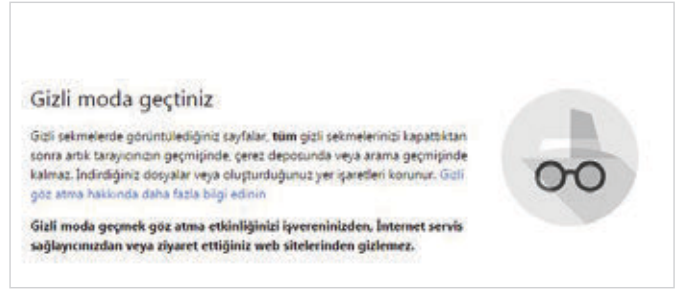 Gizli moda geçtiniz
Gizli sekmelerde görüntülediğiniz sayfalar, tüm gizli sekmelerinizi kapattıktan
sonra artık tarayıcınızın geçmişinde, çerez deposunda veya arama geçmişinde
kalmaz. İndirdiğiniz dosyalar veya oluşturduğunuz yer işaretleri korunur. Gizli
göz atma hakkında daha fazla bilgi edinin
Gizli moda geçmek göz atma etkinliğinizi işvereninizden, İnternet servis
sağlayıcınızdan veya ziyaret ettiğiniz web sitelerinden gizlemez.